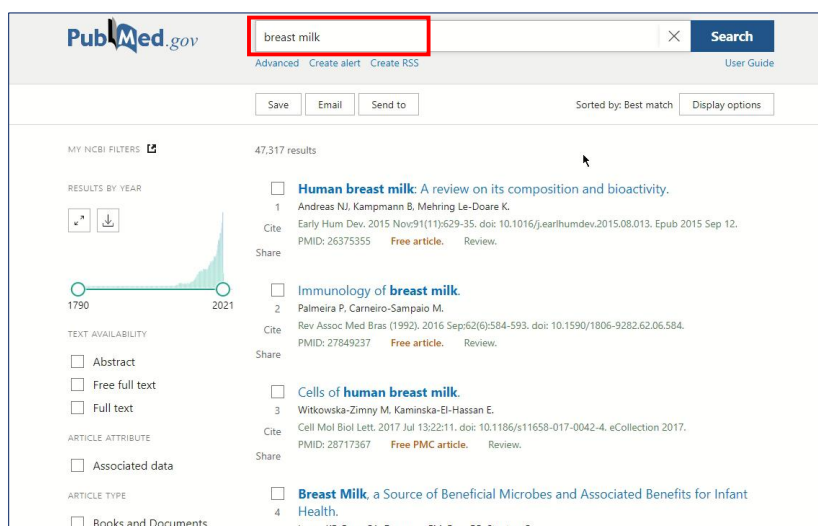 PubMed.gov
breast milk
Search
Advanced Create alert Create RSS
User Guide
Save Email Send to
Sorted by: Best match Display options
MY NCBI FILTERS
47,317 results
RESULTS BY YEAR
1790 2021
TEXT AVAILABILITY
Abstract
Free full text
Full text
ARTICLE ATTRIBUTE
Associated data
ARTICLE TYPE
Books and Documents
Human breast milk: A review on its composition and bioactivity.
1 Andreas NJ, Kampmann B, Mehring Le-Doare K.
Cite Early Hum Dev. 2015 Nov;91(11):629-35. doi: 10.1016/j.earlhumdev.2015.08.013. Epub 2015 Sep 12.
PMID: 26375355 Free article. Review.
Share
Immunology of breast milk.
2 Palmeira P, Carneiro-Sampaio M.
Cite Rev Assoc Med Bras (1992). 2016 Sep;62(6):584-593. doi: 10.1590/1806-9282.62.06.584.
PMID: 27849237 Free article. Review.
Share
Cells of human breast milk.
3 Witkowska-Zimny M, Kaminska-El-Hassan E.
Cite Cell Mol Biol Lett. 2017 Jul 13;22:11. doi: 10.1186/s11658-017-0042-4. eCollection 2017.
PMID: 28717367 Free PMC article. Review.
Share
Breast Milk, a Source of Beneficial Microbes and Associated Benefits for Infant
4 Health.